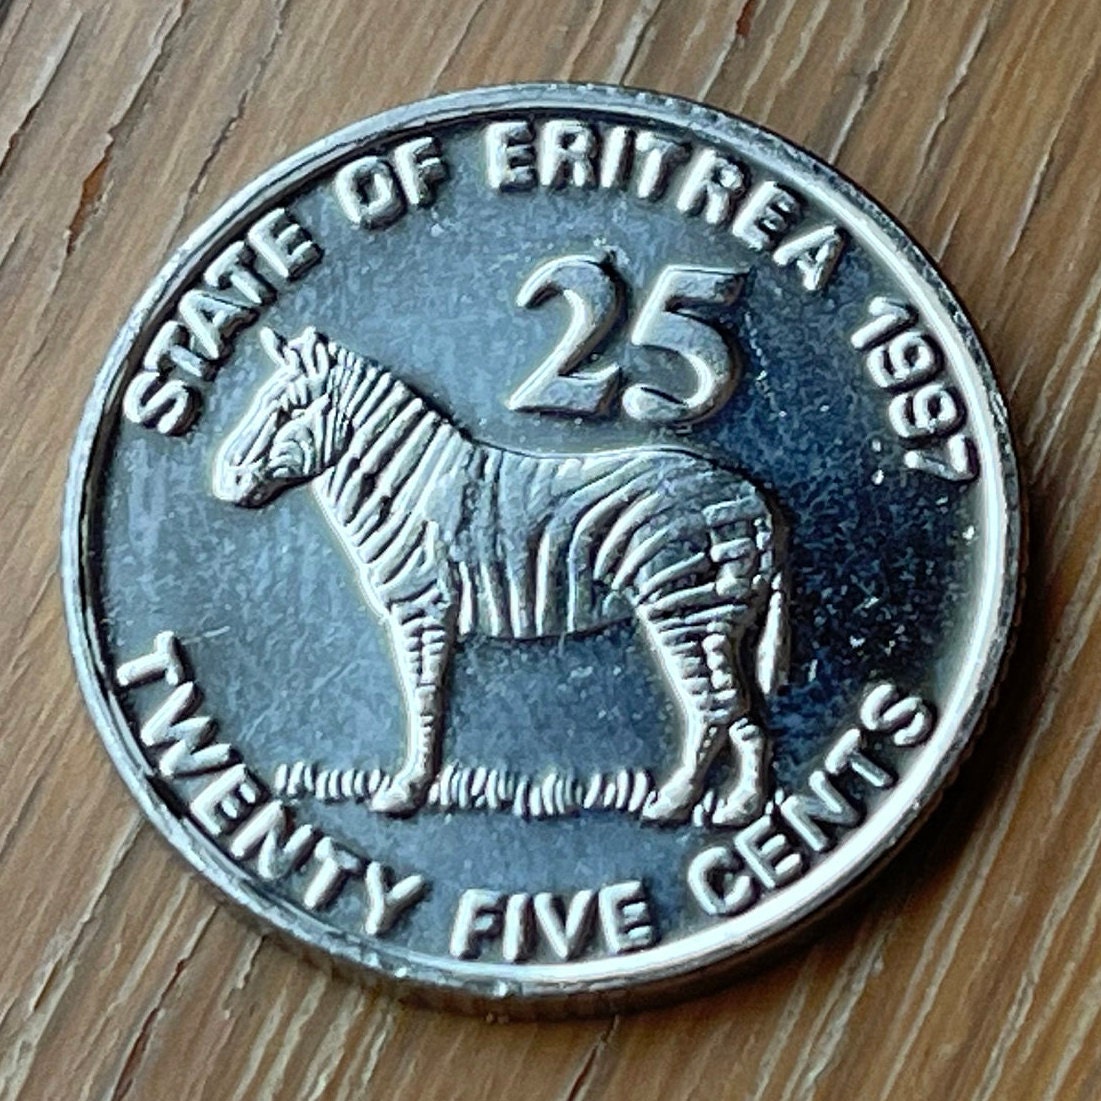 STATE OF ERITREA 1997
25
TWENTY FIVE CENTS